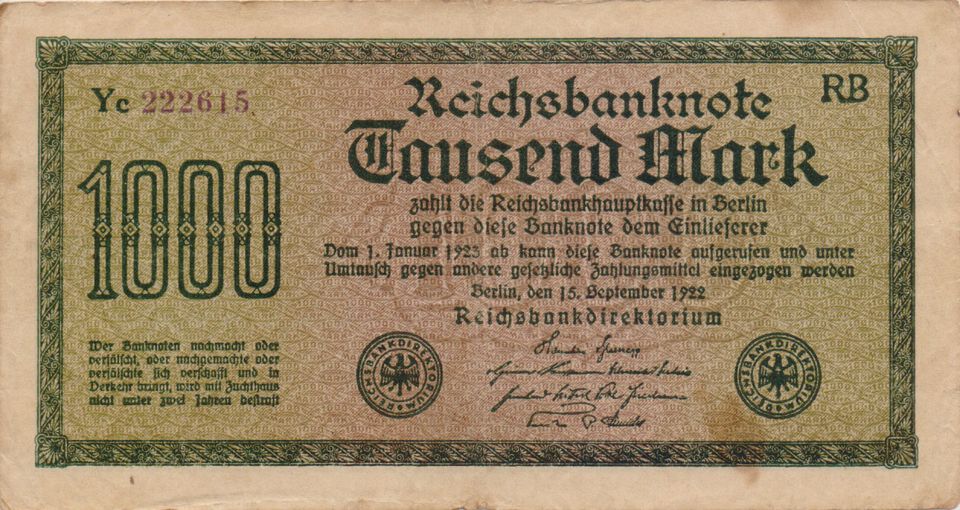 Yc 222615
RB
Reichsbanknote
Tausend Mark
1000
zahlt die Reichsbankhauptkasse in Berlin
gegen diese Banknote dem Einlieferer
Vom 1. Januar 1923 ab kann diese Banknote aufgerufen und unter
Umtausch gegen andere gesetzliche Zahlungsmittel eingezogen werden
Berlin, den 15. September 1922
Reichsbankdirektorium
Wer Banknoten nachmacht oder
verfälscht, oder nachgemachte oder
verfälschte sich verschafft und in
Verkehr bringt, wird mit Zuchthaus
nicht unter zwei Jahren bestraft
REICHSBANKDIREKTORIUM
REICHSBANKDIREKTORIUM